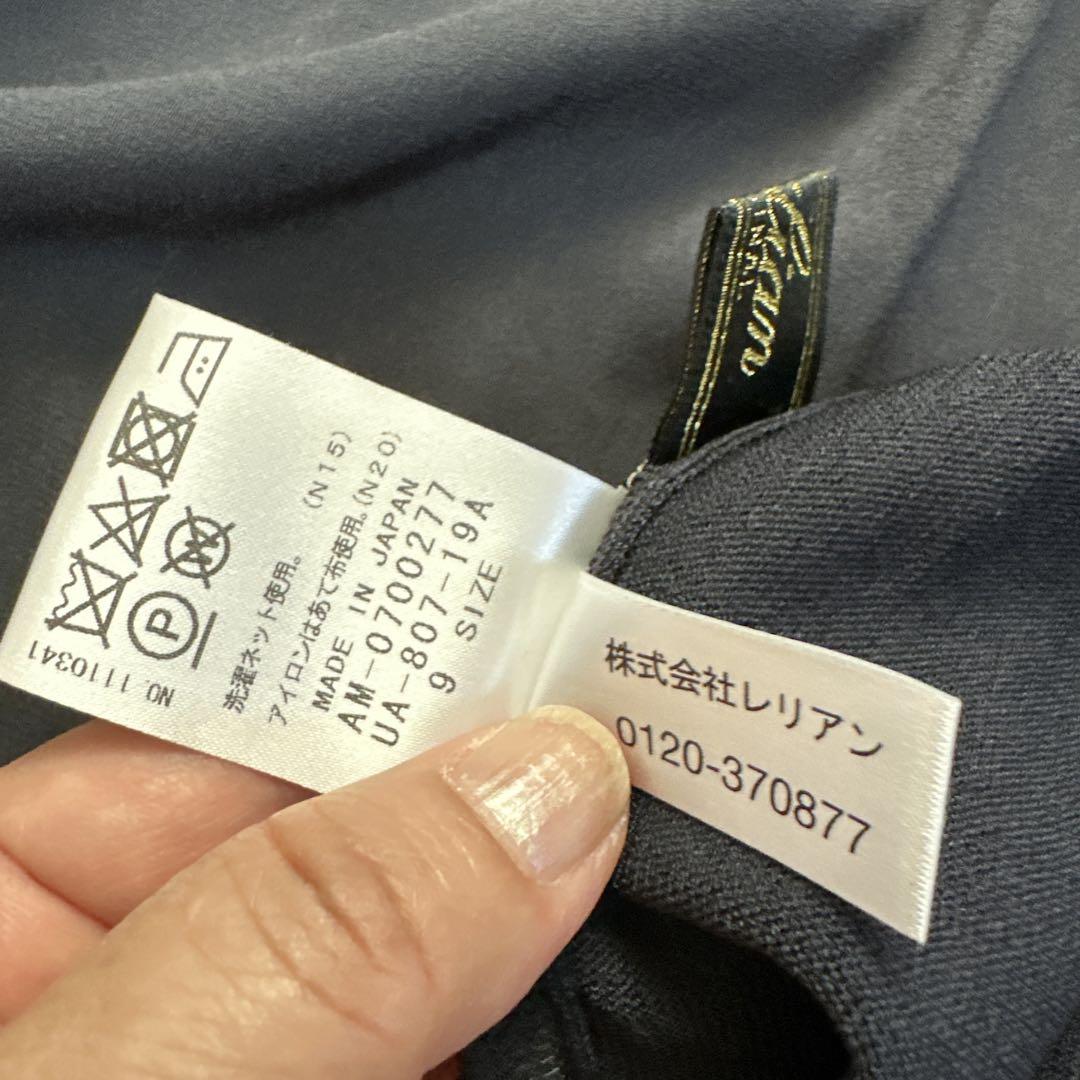 NO. 1110341
洗濯ネット使用。 (N15)
アイロンはあて布使用。(N20)
MADE IN JAPAN
AM-0700277
UA-807-19A
9 SIZE
株式会社レリアン
0120-370877